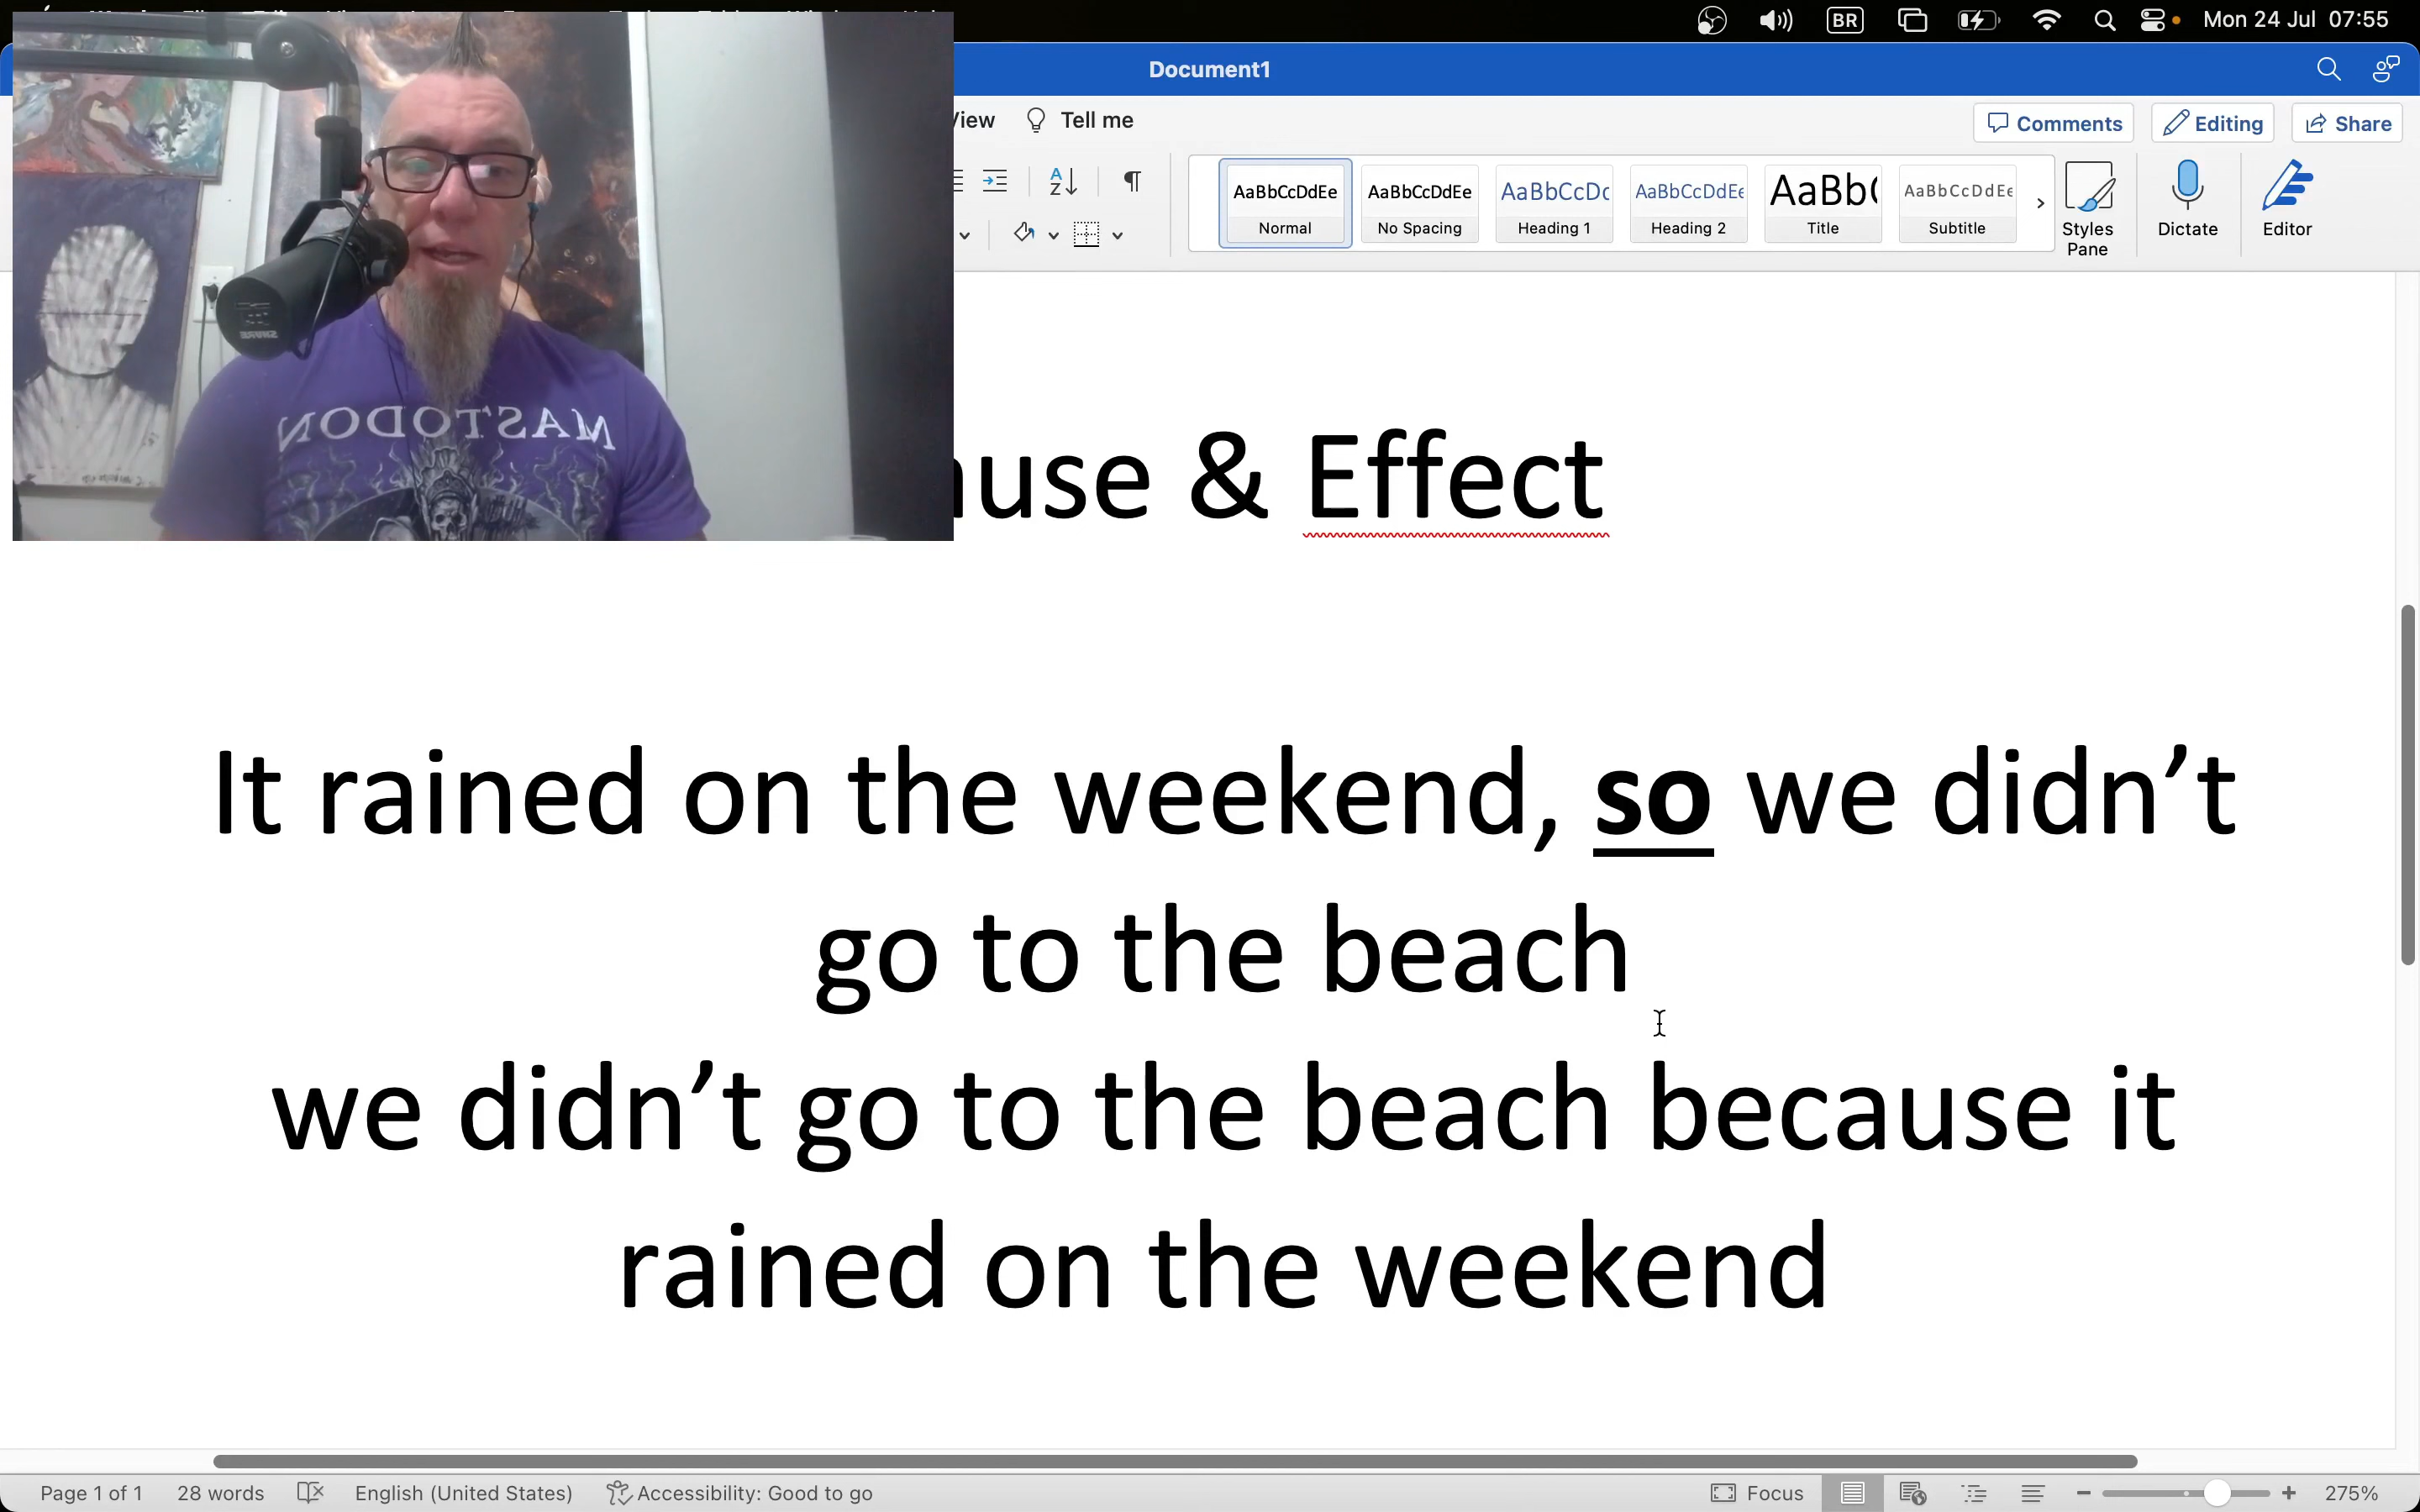 Mon 24 Jul 07:55
BR
Document1
View
Tell me
Comments
Editing
Share
AaBbCcDdEe
Normal
AaBbCcDdEe
No Spacing
AaBbCcDc
Heading 1
AaBbCcDdEe
Heading 2
AaBb(
Title
AaBbCcDdEe
Subtitle
Styles
Pane
Dictate
Editor
SHURE
MASTODON
ause & Effect
It rained on the weekend, so we didn’t
go to the beach
we didn’t go to the beach because it
rained on the weekend
Page 1 of 1
28 words
English (United States)
Accessibility: Good to go
Focus
275%